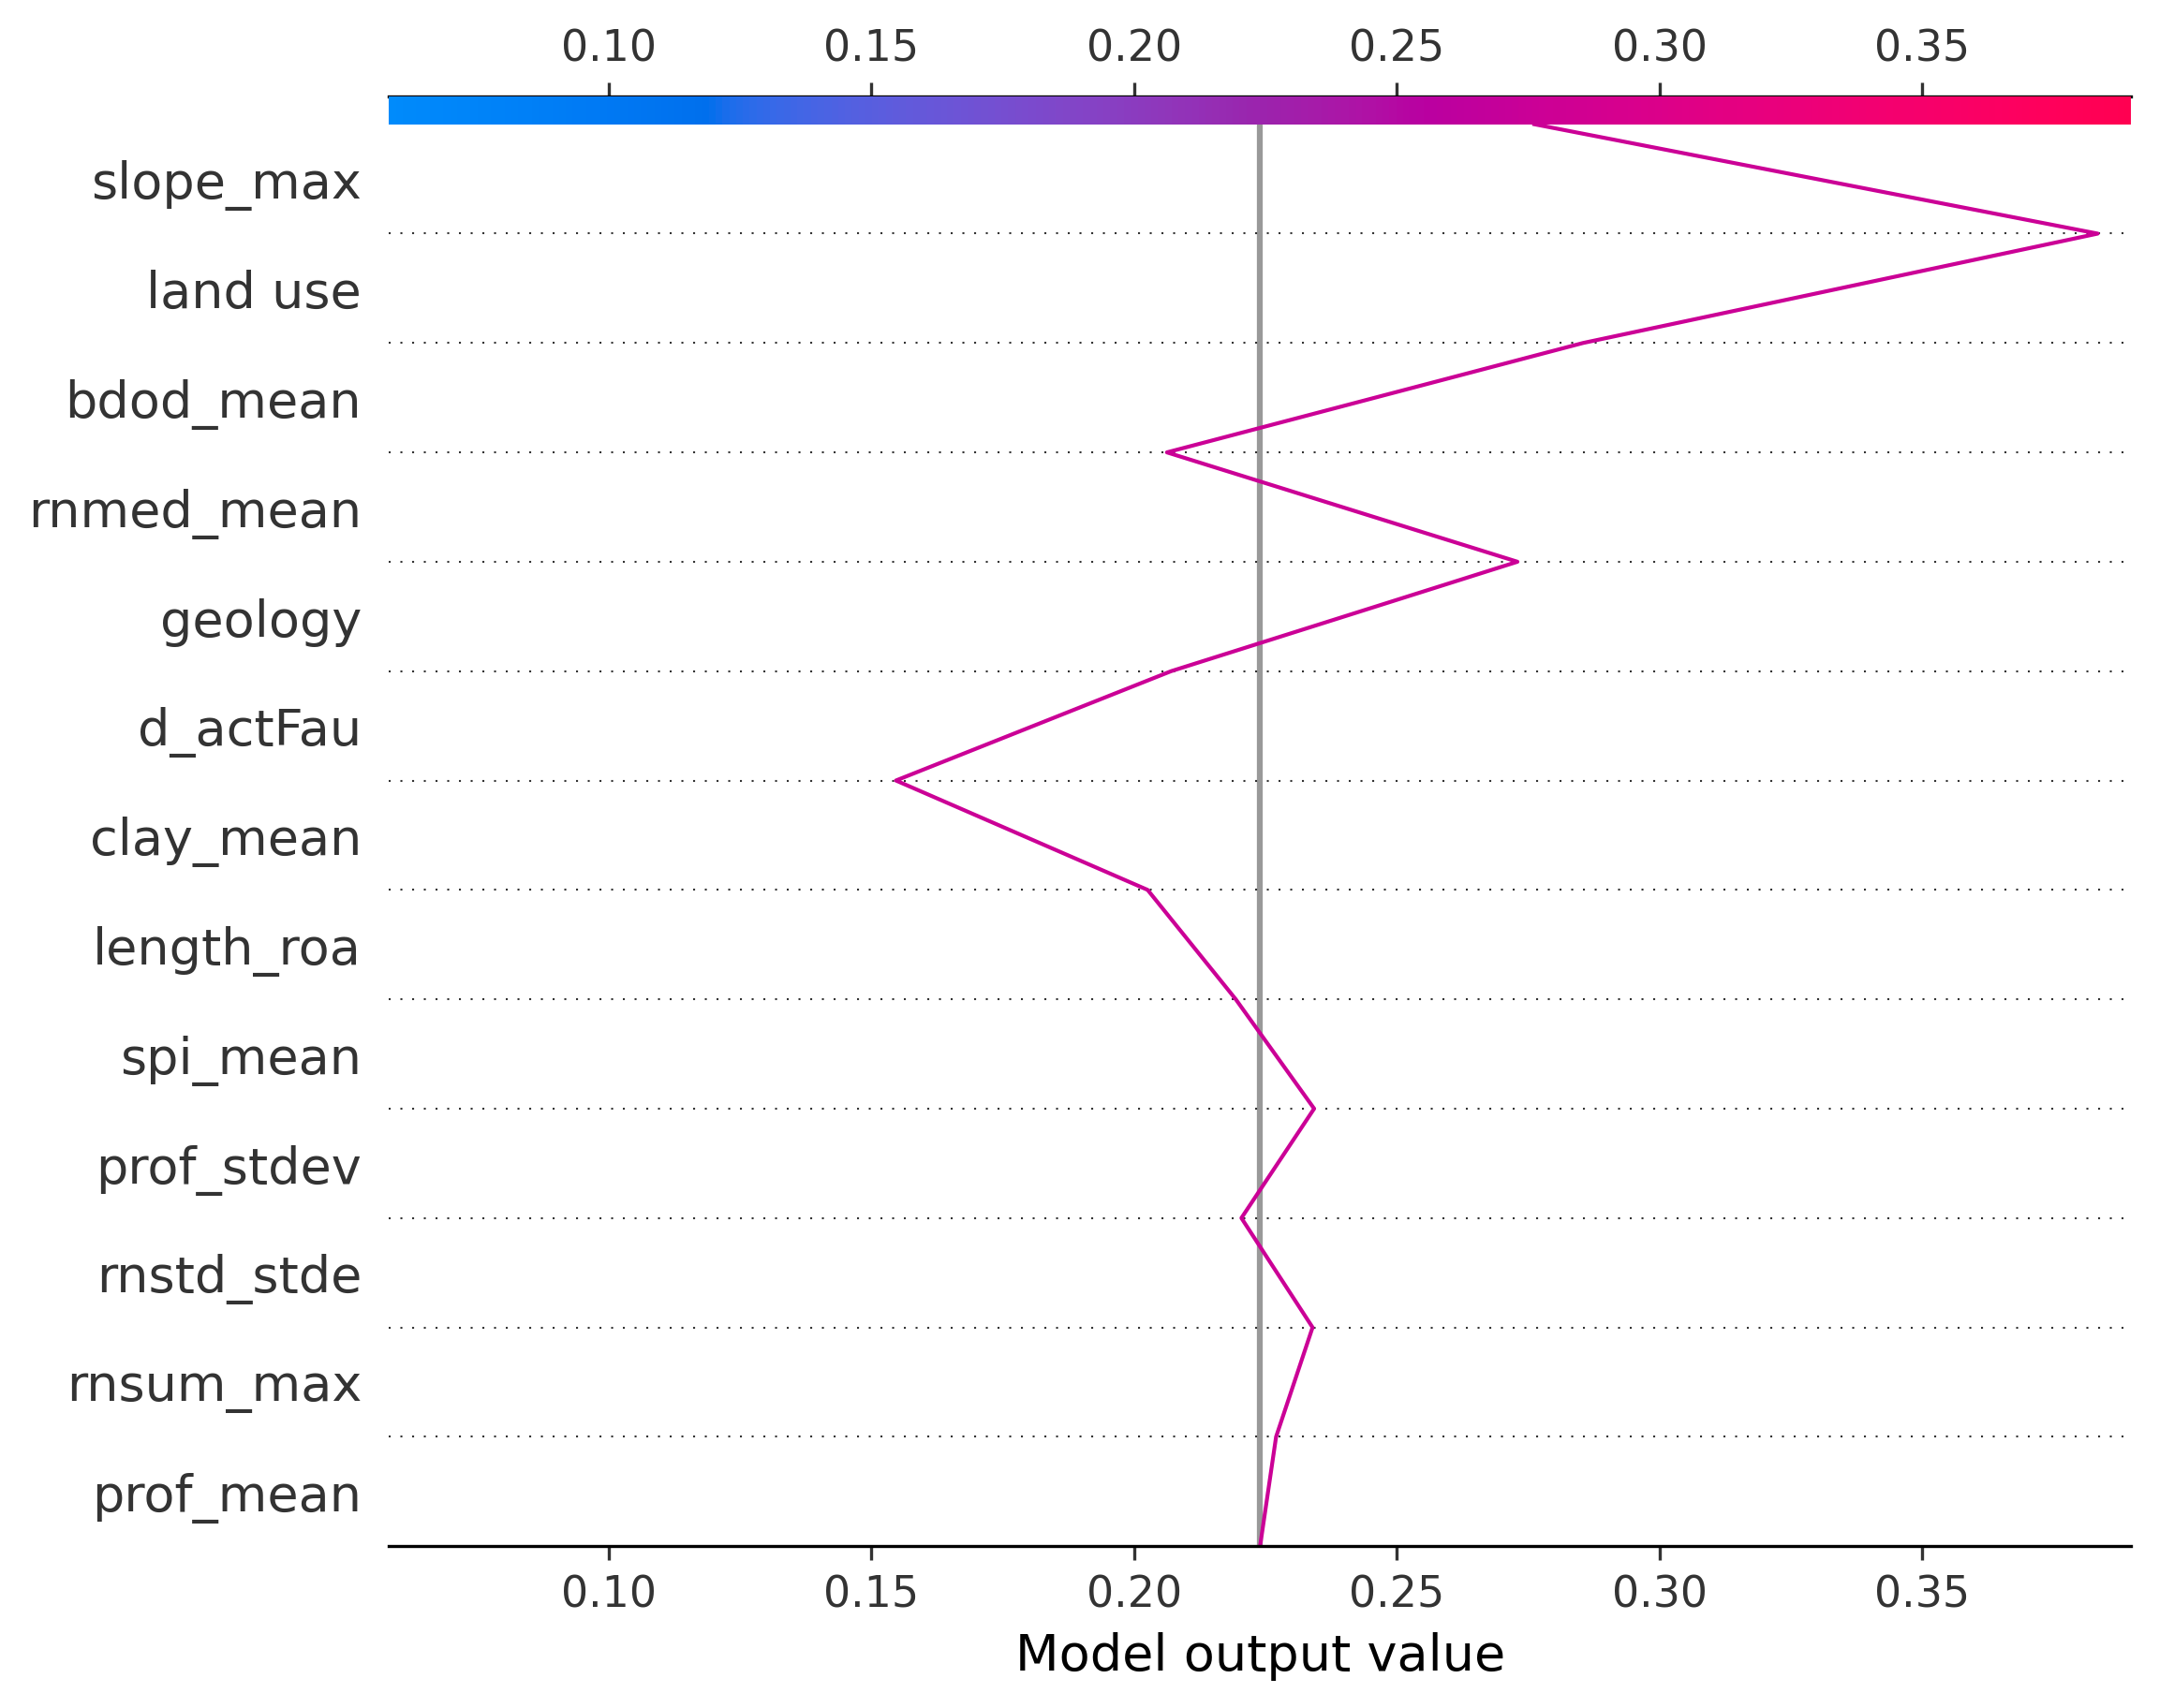 0.10 0.15 0.20 0.25 0.30 0.35
slope_max
land use
bdod_mean
rnmed_mean
geology
d_actFau
clay_mean
length_roa
spi_mean
prof_stdev
rnstd_stde
rnsum_max
prof_mean
0.10 0.15 0.20 0.25 0.30 0.35
Model output value